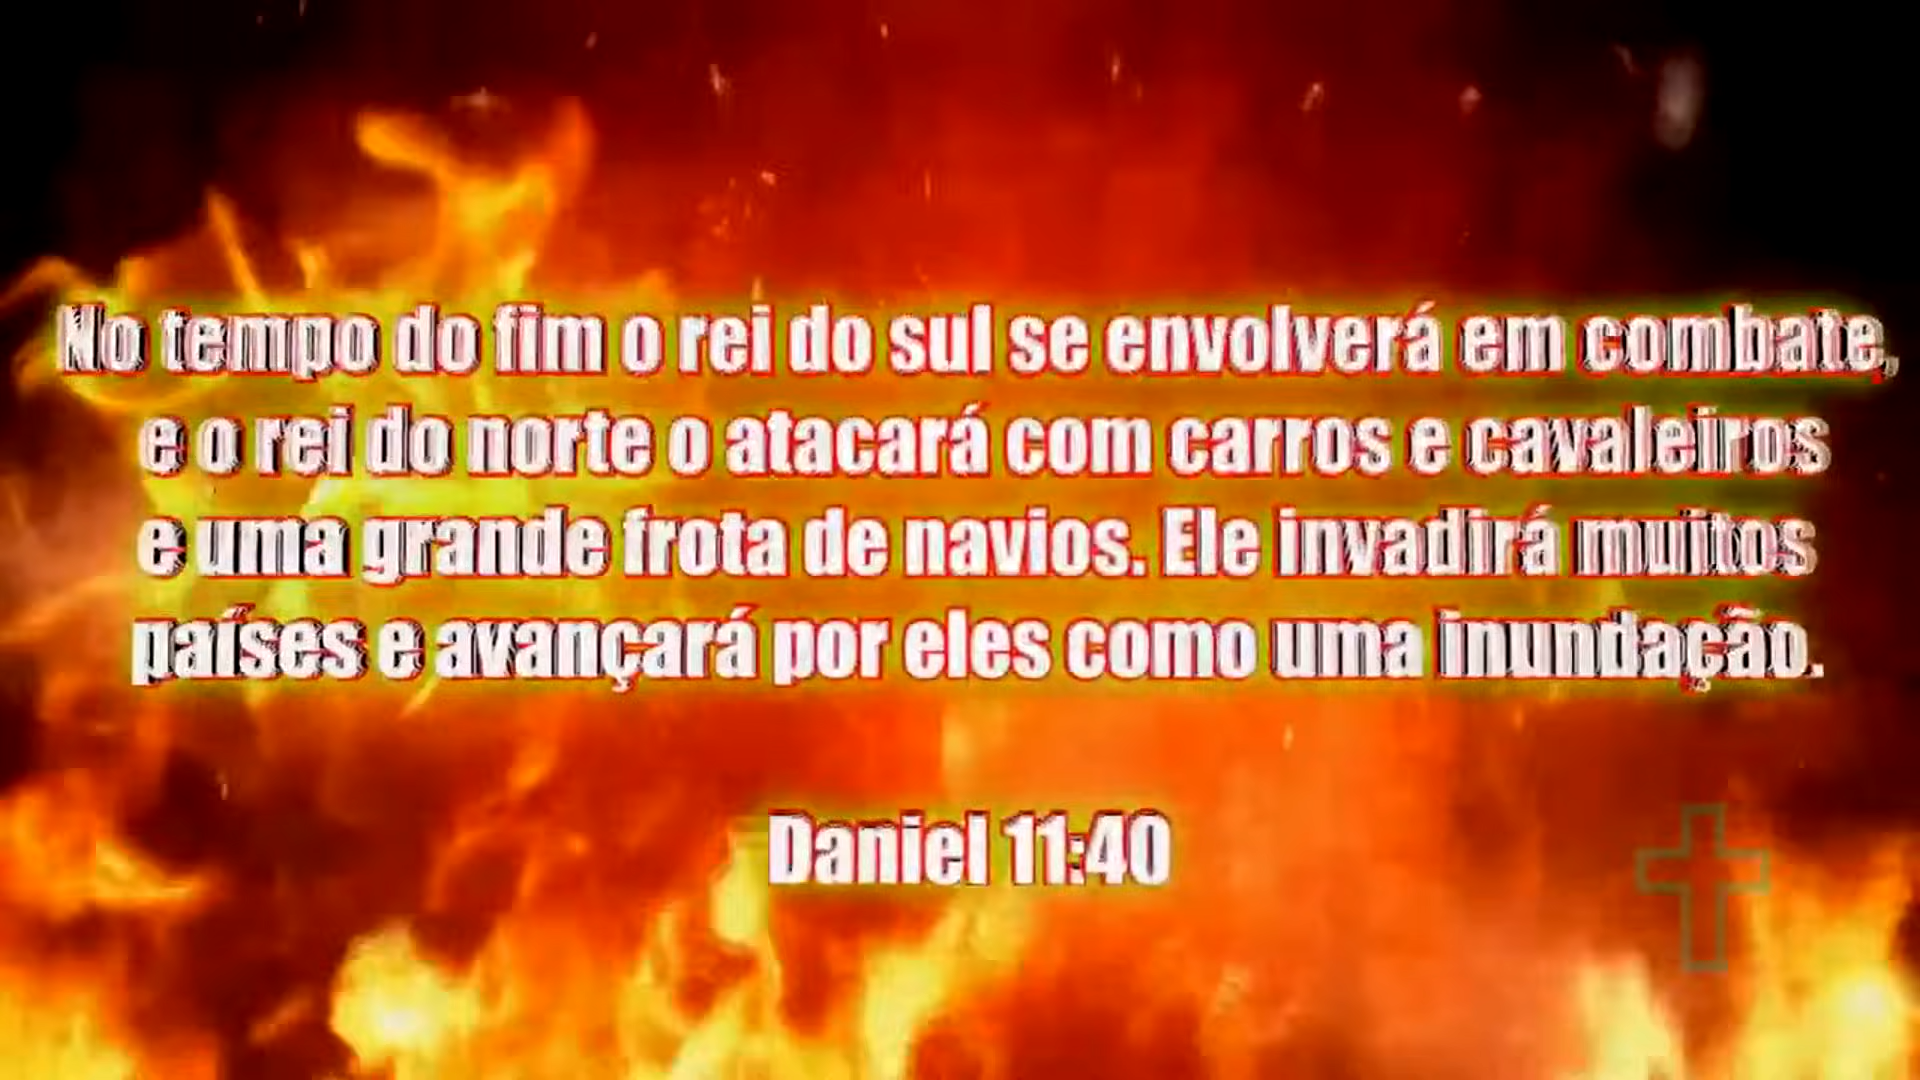 No tempo do fim o rei do sul se envolverá em combate,
e o rei do norte o atacará com carros e cavaleiros
e uma grande frota de navios. Ele invadirá muitos
países e avançará por eles como uma inundação.
Daniel 11:40